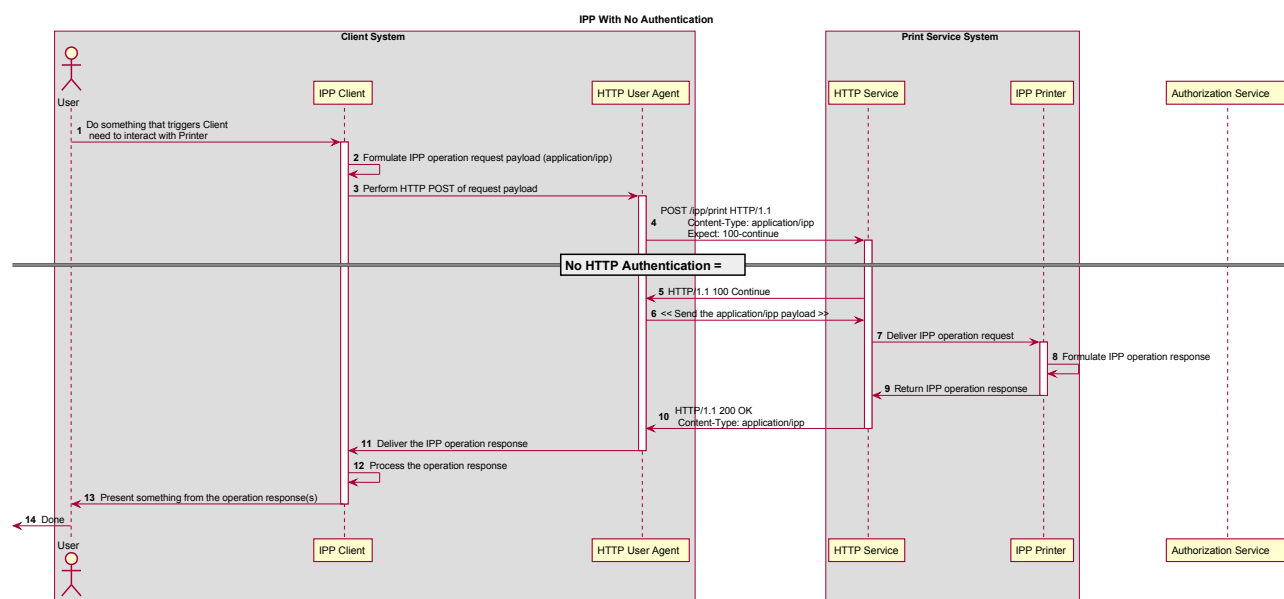 IPP With No Authentication
Client System
Print Service System
User
IPP Client
HTTP User Agent
HTTP Service
IPP Printer
Authorization Service
1 Do something that triggers Client
need to interact with Printer
2 Formulate IPP operation request payload (application/ipp)
3 Perform HTTP POST of request payload
POST /ipp/print HTTP/1.1
4 Content-Type: application/ipp
Expect: 100-continue
No HTTP Authentication =
5 HTTP/1.1 100 Continue
6 << Send the application/ipp payload >>
7 Deliver IPP operation request
8 Formulate IPP operation response
9 Return IPP operation response
10 HTTP/1.1 200 OK
Content-Type: application/ipp
11 Deliver the IPP operation response
12 Process the operation response
13 Present something from the operation response(s)
14 Done
User
IPP Client
HTTP User Agent
HTTP Service
IPP Printer
Authorization Service